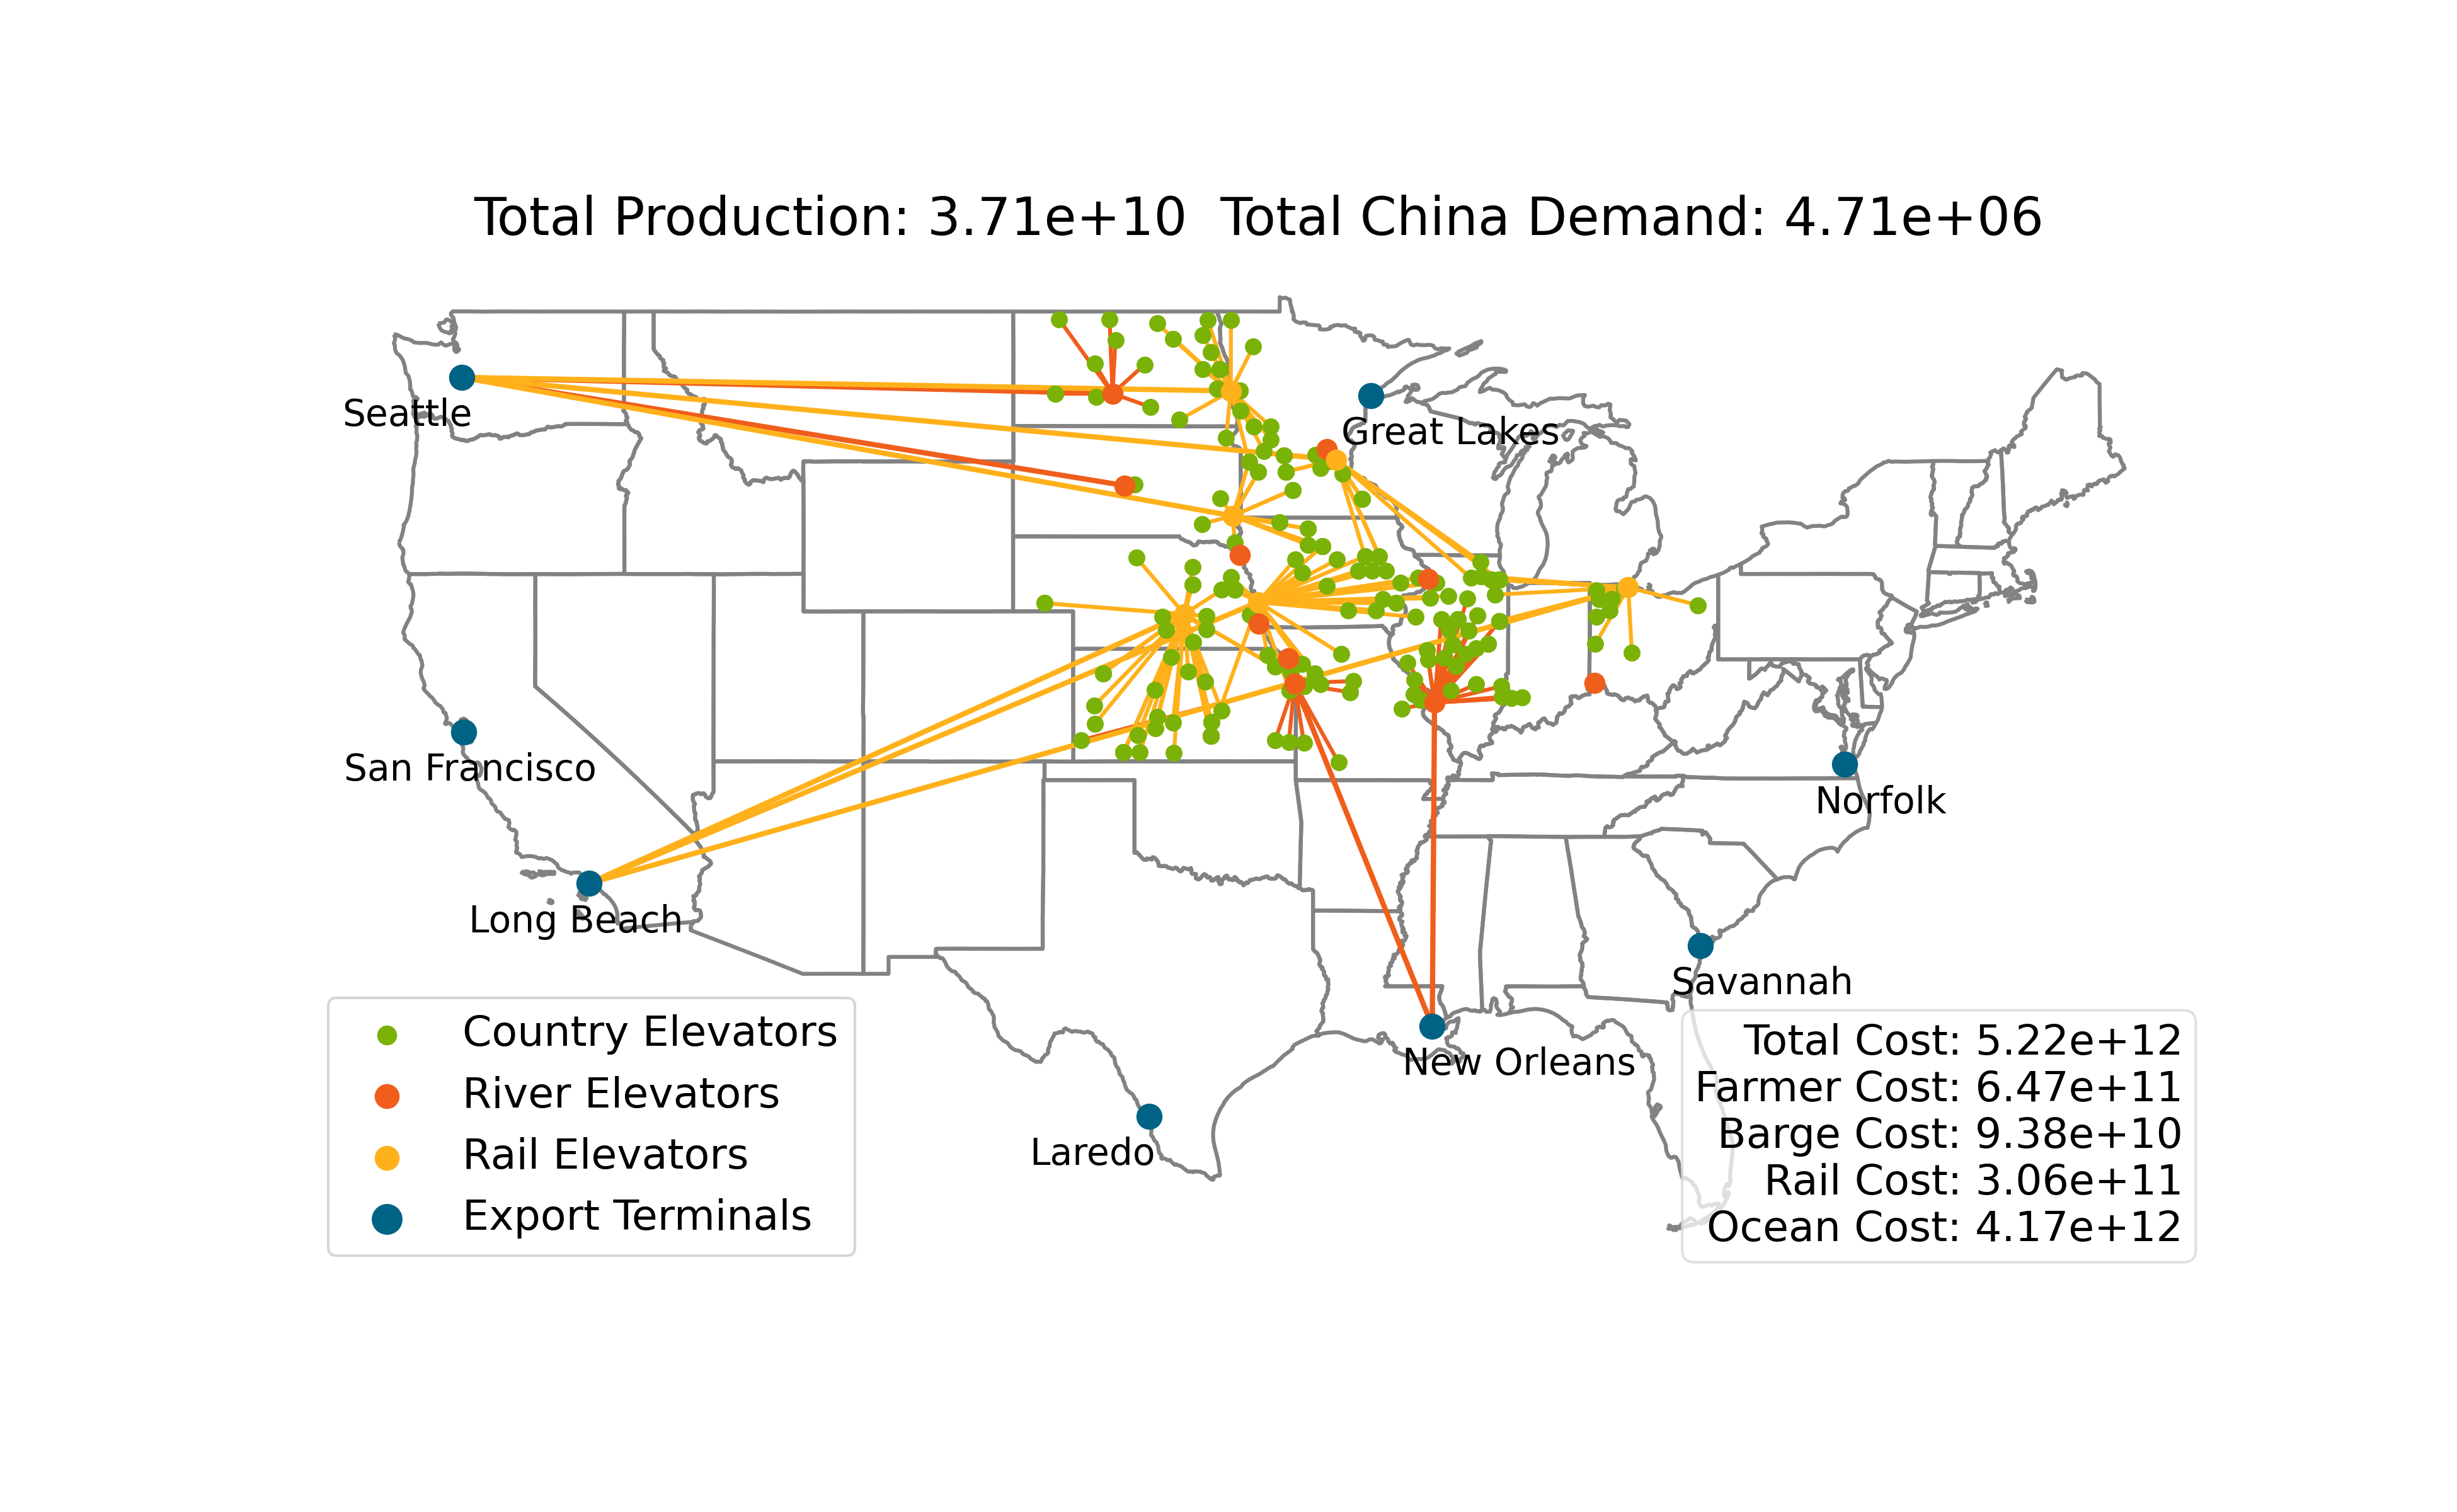 Total Production: 3.71e+10  Total China Demand: 4.71e+06
Seattle
Great Lakes
San Francisco
Norfolk
Long Beach
Savannah
New Orleans
Laredo
Country Elevators
River Elevators
Rail Elevators
Export Terminals
Total Cost: 5.22e+12
Farmer Cost: 6.47e+11
Barge Cost: 9.38e+10
Rail Cost: 3.06e+11
Ocean Cost: 4.17e+12